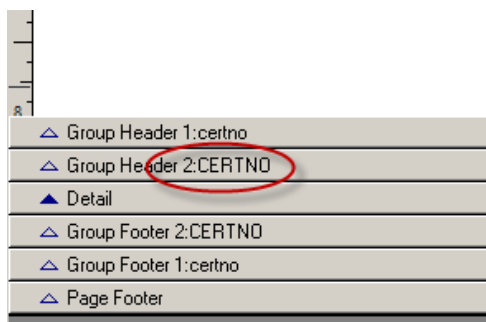 8
Group Header 1:certno
Group Header 2:CERTNO
Detail
Group Footer 2:CERTNO
Group Footer 1:certno
Page Footer